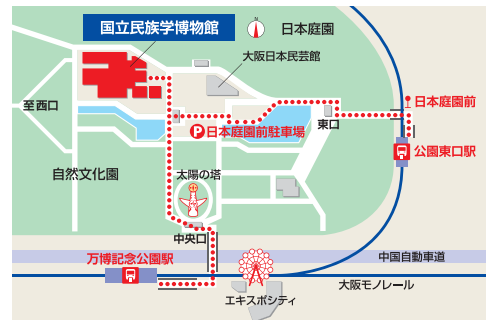 国立民族学博物館
N
日本庭園
大阪日本民芸館
至西口
日本庭園前
東口
P日本庭園前駐車場
公園東口駅
自然文化園
太陽の塔
中央口
万博記念公園駅
中国自動車道
大阪モノレール
エキスポシティ